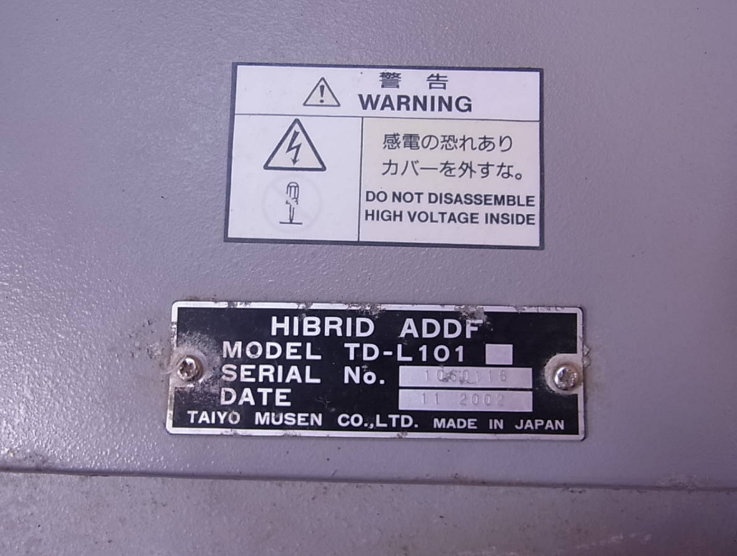 警告
WARNING
感電の恐れあり
カバーを外すな。
DO NOT DISASSEMBLE
HIGH VOLTAGE INSIDE
HIBRID ADDF
MODEL TD-L101
SERIAL No.
DATE 11 2002
TAIYO MUSEN CO.,LTD. MADE IN JAPAN